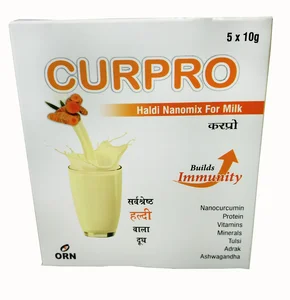 5 x 10g
CURPRO
Haldi Nanomix For Milk
करप्रो
Builds
Immunity
सर्वश्रेष्ठ
हल्दी
वाला
दूध
Nanocurcumin
Protein
Vitamins
Minerals
Tulsi
Adrak
Ashwagandha
ORN